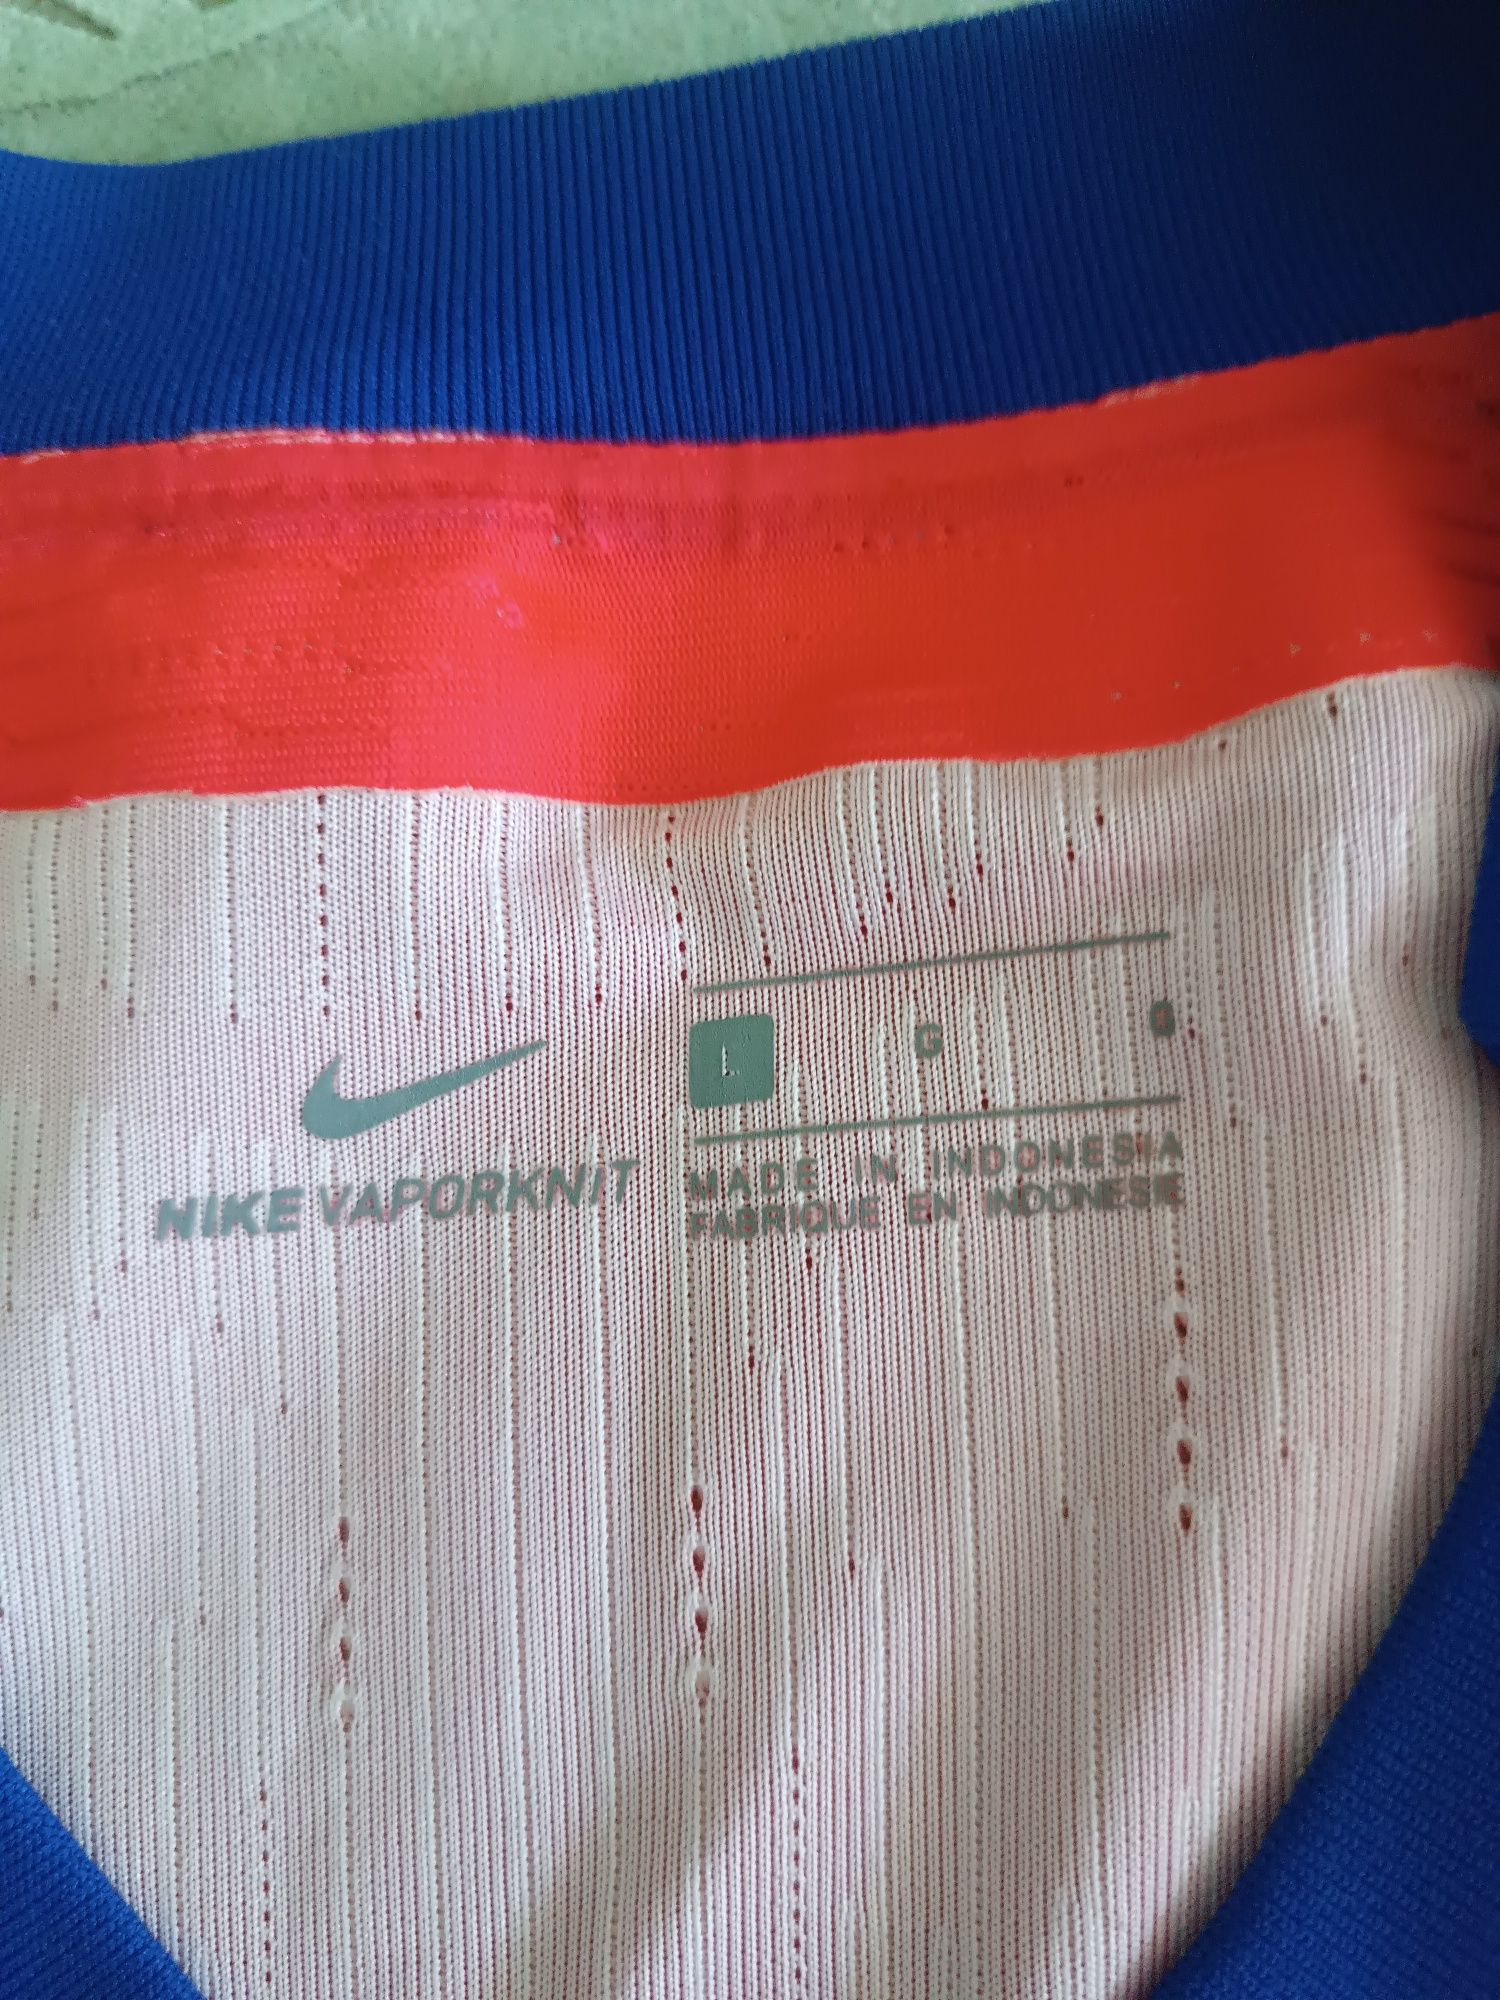 L G G
NIKE VAPORKNIT
MADE IN INDONESIA
FABRIQUE EN INDONESIE